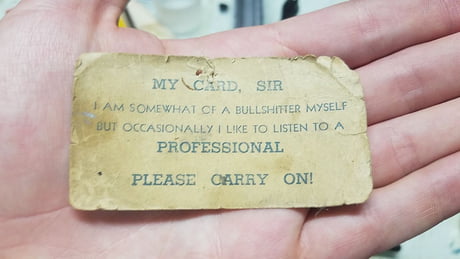 MY CARD, SIR
I AM SOMEWHAT OF A BULLSHITTER MYSELF
BUT OCCASIONALLY I LIKE TO LISTEN TO A
PROFESSIONAL
PLEASE CARRY ON!